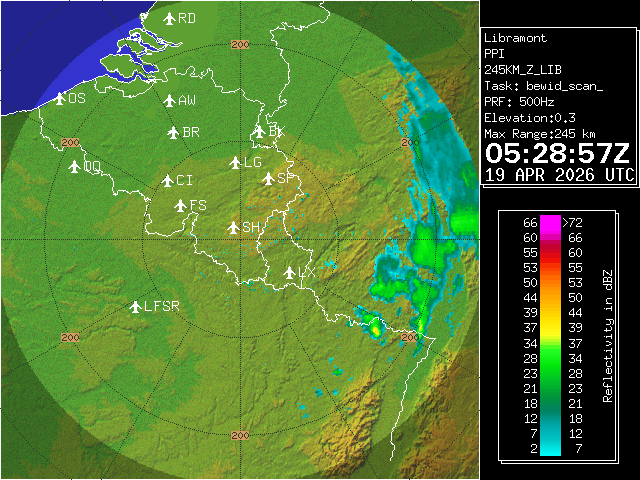 RD
200
OS
AW
BR
BK
200
QQ
LG
CI
SP
FS
SH
LX
LFSR
200
200
200
Libramont
PPI
245KM_Z_LIB
Task: bewid_scan_
PRF: 500Hz
Elevation:0.3
Max Range:245 km
05:28:57Z
19 APR 2026 UTC
66 >72
60 66
55 60
53 55
50 53
44 50
39 44
37 39
34 37
28 34
23 28
21 23
18 21
12 18
7 12
2 7
Reflectivity in dBZ